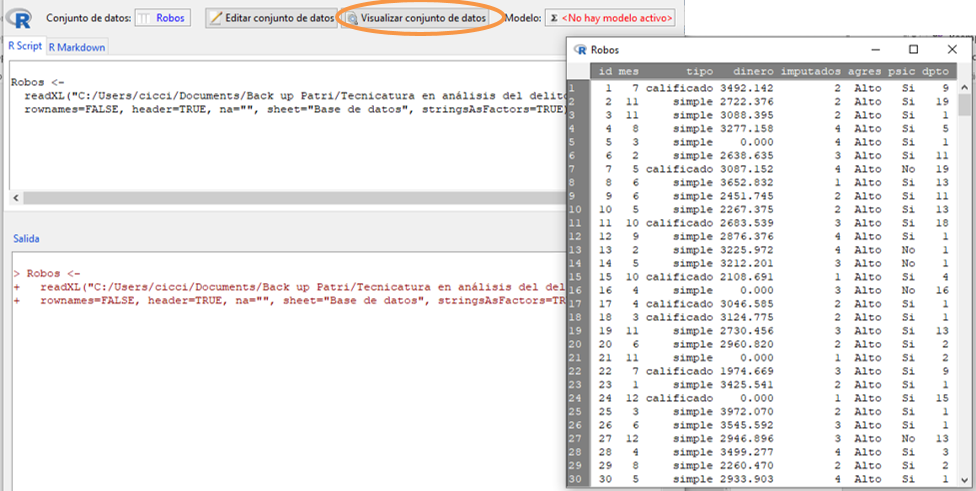 Conjunto de datos: Robos Editar conjunto de datos Visualizar conjunto de datos Modelo: Σ <No hay modelo activo>
R Script R Markdown
Robos <-
readXL("C:/Users/cicci/Documents/Back up Patri/Tecnicatura en análisis del delito
rownames=FALSE, header=TRUE, na="", sheet="Base de datos", stringsAsFactors=TRUE)
Salida
> Robos <-
+ readXL("C:/Users/cicci/Documents/Back up Patri/Tecnicatura en análisis del del
+ rownames=FALSE, header=TRUE, na="", sheet="Base de datos", stringsAsFactors=TR
Robos
id mes tipo dinero imputados agres psic dpto
1 1 7 calificado 3492.142 2 Alto Si 9
2 2 11 simple 2722.376 2 Alto Si 19
3 3 11 simple 3088.395 2 Alto Si 1
4 4 8 simple 3277.158 4 Alto Si 5
5 5 3 simple 0.000 4 Alto Si 1
6 6 2 simple 2638.635 3 Alto Si 11
7 7 5 calificado 3087.152 4 Alto No 19
8 8 6 simple 3652.832 1 Alto Si 13
9 9 6 simple 2451.745 2 Alto Si 11
10 10 5 simple 2267.375 2 Alto Si 13
11 11 10 calificado 2683.539 3 Alto Si 18
12 12 9 simple 2876.376 4 Alto Si 1
13 13 2 simple 3225.972 4 Alto No 1
14 14 5 simple 3212.201 3 Alto No 1
15 15 10 calificado 2108.691 1 Alto Si 4
16 16 4 simple 0.000 3 Alto No 16
17 17 4 calificado 3046.585 2 Alto Si 1
18 18 3 calificado 3124.775 2 Alto Si 1
19 19 11 simple 2730.456 3 Alto Si 13
20 20 6 simple 2960.820 2 Alto Si 2
21 21 11 simple 0.000 1 Alto Si 2
22 22 7 calificado 1974.669 3 Alto Si 9
23 23 1 simple 3425.541 2 Alto Si 1
24 24 12 calificado 0.000 1 Alto Si 15
25 25 3 simple 3972.070 2 Alto Si 1
26 26 6 simple 3545.592 3 Alto Si 1
27 27 12 simple 2946.896 3 Alto No 13
28 28 4 simple 3499.277 4 Alto Si 3
29 29 8 simple 2260.470 2 Alto Si 2
30 30 5 simple 2933.903 4 Alto Si 1